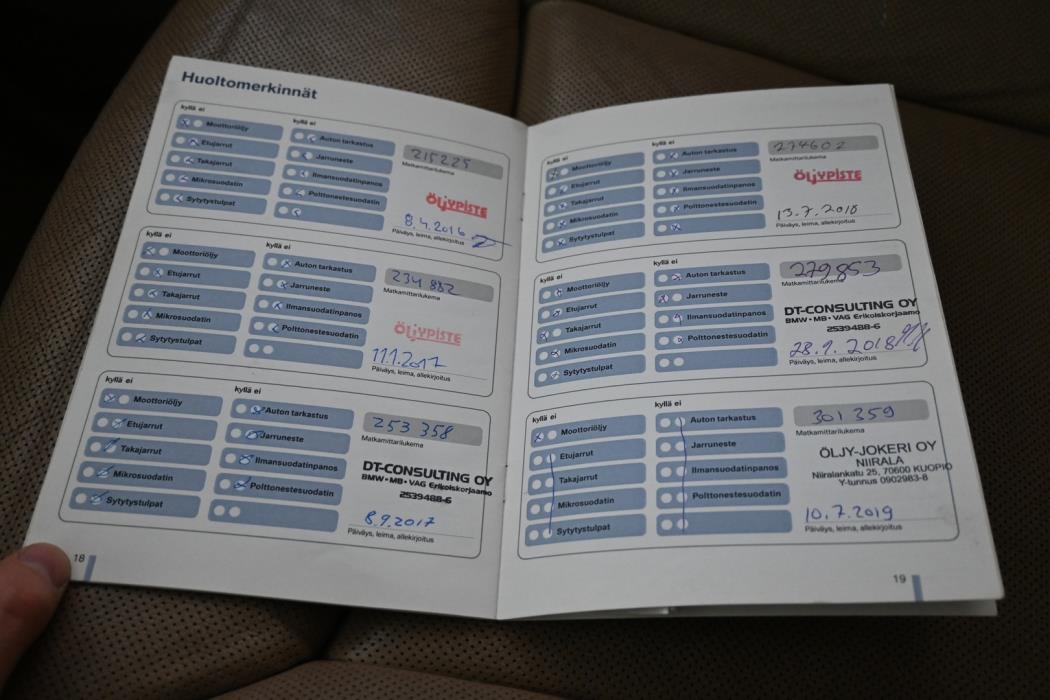 Huoltomerkinnät
kyllä ei
kyllä ei
Moottoriöljy
Etujarrut
Takajarrut
Mikrosuodatin
Sytytystulpat
Auton tarkastus
Jarruneste
Ilmansuodatinpanos
Polttonestesuodatin
215225
Matkamittarilukema
ÖLJYPISTE
8.4.2016
Päiväys, leima, allekirjoitus
kyllä ei
kyllä ei
Moottoriöljy
Etujarrut
Takajarrut
Mikrosuodatin
Sytytystulpat
Auton tarkastus
Jarruneste
Ilmansuodatinpanos
Polttonestesuodatin
234 882
Matkamittarilukema
ÖLJYPISTE
11.1.2017
Päiväys, leima, allekirjoitus
kyllä ei
kyllä ei
Moottoriöljy
Etujarrut
Takajarrut
Mikrosuodatin
Sytytystulpat
Auton tarkastus
Jarruneste
Ilmansuodatinpanos
Polttonestesuodatin
253 358
Matkamittarilukema
DT-CONSULTING OY
BMW • MB • VAG Erikoiskorjaamo
2539488-6
8.9.2017
Päiväys, leima, allekirjoitus
18
kyllä ei
kyllä ei
Moottoriöljy
Etujarrut
Takajarrut
Mikrosuodatin
Sytytystulpat
Auton tarkastus
Jarruneste
Ilmansuodatinpanos
Polttonestesuodatin
274602
Matkamittarilukema
ÖLJYPISTE
13.7.2018
Päiväys, leima, allekirjoitus
kyllä ei
kyllä ei
Moottoriöljy
Etujarrut
Takajarrut
Mikrosuodatin
Sytytystulpat
Auton tarkastus
Jarruneste
Ilmansuodatinpanos
Polttonestesuodatin
279,853
Matkamittarilukema
DT-CONSULTING OY
BMW • MB • VAG Erikoiskorjaamo
2539488-6
28.9.2018
Päiväys, leima, allekirjoitus
kyllä ei
kyllä ei
Moottoriöljy
Etujarrut
Takajarrut
Mikrosuodatin
Sytytystulpat
Auton tarkastus
Jarruneste
Ilmansuodatinpanos
Polttonestesuodatin
301 259
Matkamittarilukema
ÖLJY-JOKERI OY
NIIRALA
Niiralankatu 25, 70600 KUOPIO
Y-tunnus 0902983-8
10.7.2019
Päiväys, leima, allekirjoitus
19